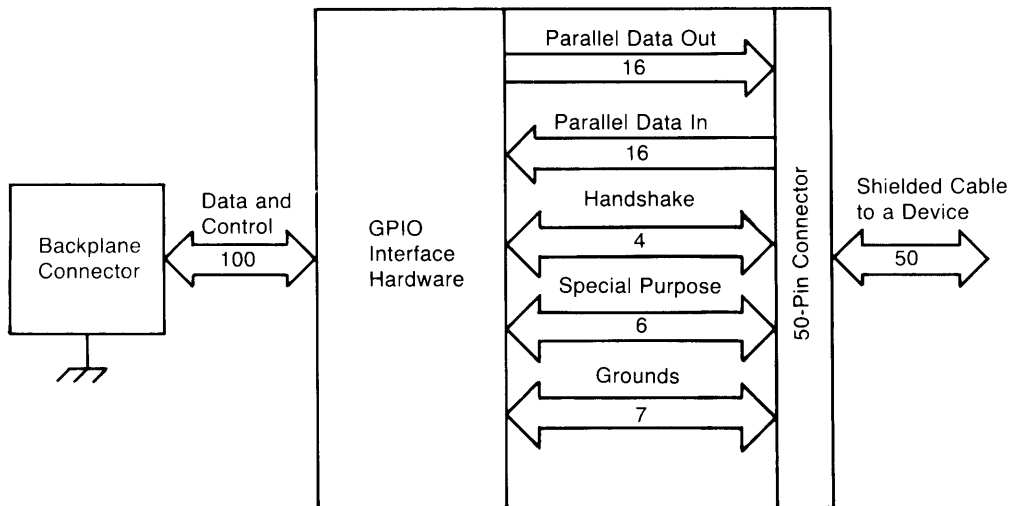 Backplane
Connector
Data and
Control
100
GPIO
Interface
Hardware
Parallel Data Out
16
Parallel Data In
16
Handshake
4
Special Purpose
6
Grounds
7
50-Pin Connector
Shielded Cable
to a Device
50